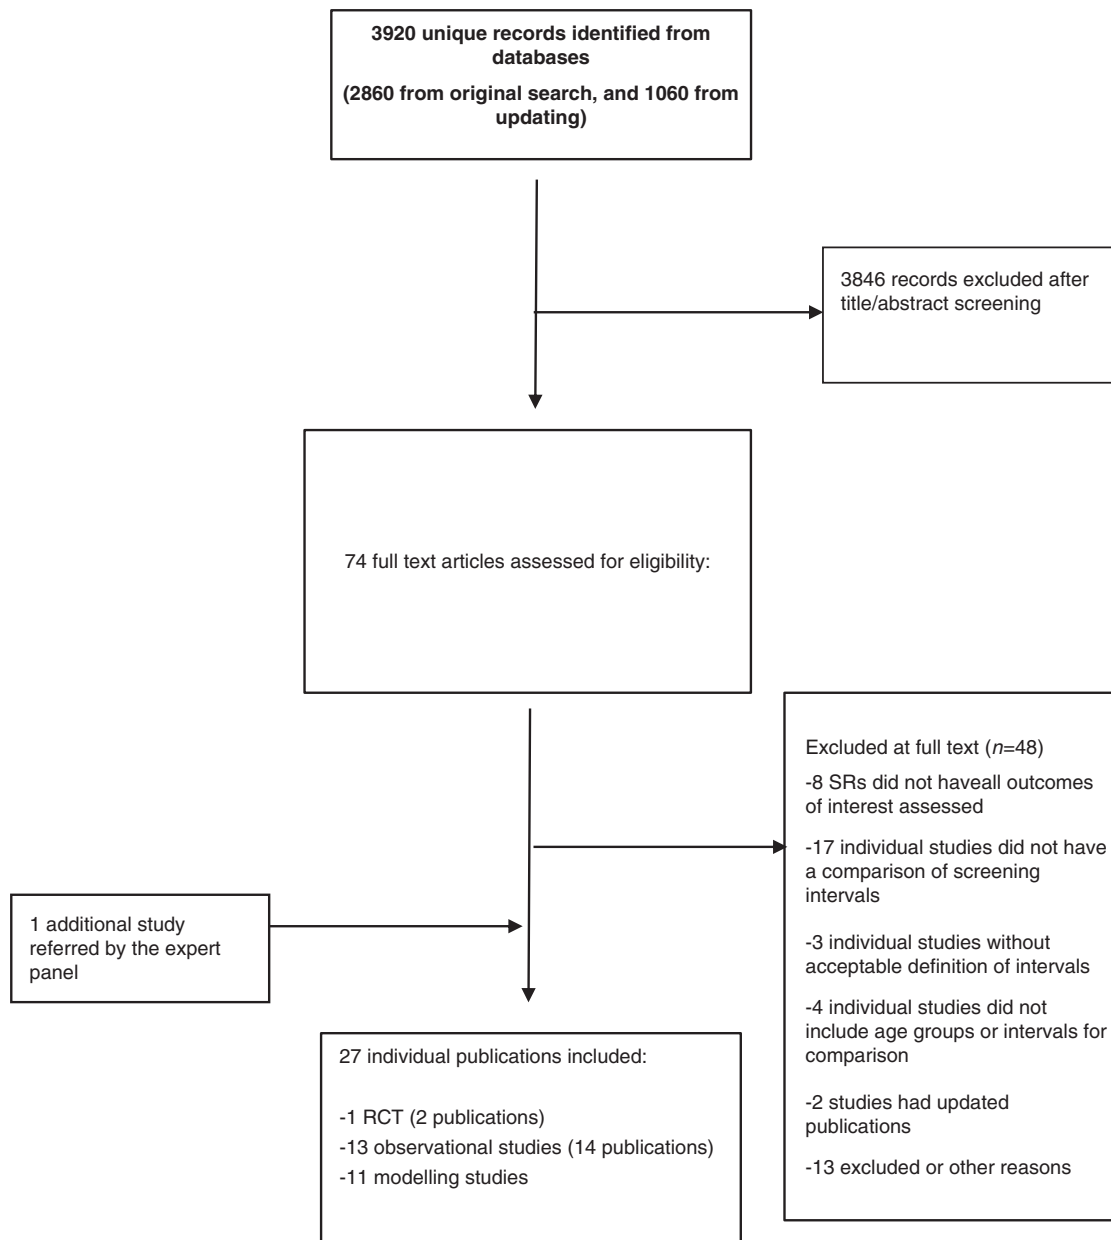 3920 unique records identified from
databases
(2860 from original search, and 1060 from
updating)
3846 records excluded after
title/abstract screening
74 full text articles assessed for eligibility:
Excluded at full text (n=48)
-8 SRs did not haveall outcomes
of interest assessed
-17 individual studies did not have
a comparison of screening
intervals
-3 individual studies without
acceptable definition of intervals
-4 individual studies did not
include age groups or intervals for
comparison
-2 studies had updated
publications
-13 excluded or other reasons
1 additional study
referred by the expert
panel
27 individual publications included:
-1 RCT (2 publications)
-13 observational studies (14 publications)
-11 modelling studies